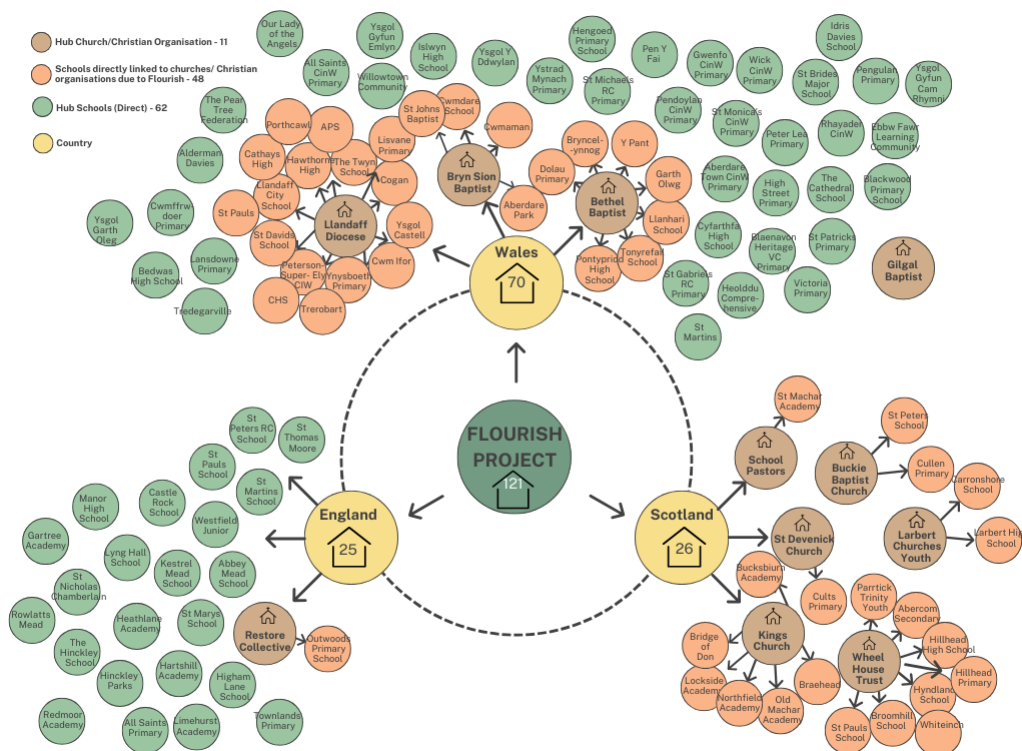 Hub Church/Christian Organisation - 11
Schools directly linked to churches/ Christian
organisations due to Flourish - 48
Hub Schools (Direct) - 62
Country
Our Lady
of the
Angels
Ysgol
Gyfun
Emlyn
Islwyn
High
School
Ysgol Y
Ddwylan
Hengoed
Primary
School
Pen Y
Fai
Gwenfo
CinW
Primary
Wick
CinW
Primary
Idris
Davies
School
St Brides
Major
School
Pengulan
Primary
Ysgol
Gyfun
Cam
Rhymni
All Saints
CinW
Primary
Willowtown
Community
Ystrad
Mynach
Primary
St Michaels
RC
Primary
Pendoylan
CinW
Primary
St Monica's
CinW
Primary
Peter Lea
Primary
Rhayader
CinW
Ebbw Fawr
Learning
Community
The Pear
Tree
Federation
Alderman
Davies
Cwmffrw-
doer
Primary
Ysgol
Garth
Oleg
Lansdowne
Primary
Bedwas
High School
Tredegarville
Aberdare
Town CinW
Primary
High
Street
Primary
The
Cathedral
School
Blackwood
Primary
School
Cyfarthfa
High
School
Blaenavon
Heritage
VC
Primary
St Patricks
Primary
St Gabriels
RC
Primary
Heolddu
Compre-
hensive
Victoria
Primary
St
Martins
Gilgal
Baptist
Porthcawl
APS
Lisvane
Primary
Cathays
High
Hawthorne
High
The Twyn
School
Cogan
Llandaff
City
School
St Pauls
Llandaff
Diocese
Ysgol
Castell
St Davids
School
Cwm Ifor
Peterson-
Super- Ely
CIW
Ynysboeth
Primary
CHS
Trerobart
St Johns
Baptist
Cwmdare
School
Cwmaman
Bryn Sion
Baptist
Aberdare
Park
Bryncel-
-ynnog
Y Pant
Dolau
Primary
Garth
Olwg
Bethel
Baptist
Llanhari
School
Pontypridd
High
School
Tonyrefail
School
Wales
70
FLOURISH
PROJECT
121
England
25
Scotland
26
St
Peters RC
School
St
Thomas
Moore
St
Pauls
School
St
Martins
School
Castle
Rock
School
Manor
High
School
Westfield
Junior
Gartree
Academy
Lyng Hall
School
Kestrel
Mead
School
Abbey
Mead
School
St
Nicholas
Chamberlain
Rowlatts
Mead
Heathlane
Academy
St Marys
School
The
Hinckley
School
Hartshill
Academy
Hinckley
Parks
Higham
Lane
School
Redmoor
Academy
All Saints
Primary
Limehurst
Academy
Townlands
Primary
Restore
Collective
Outwoods
Primary
School
St Machar
Academy
School
Pastors
St Peters
School
Buckie
Baptist
Church
Cullen
Primary
Carronshore
School
Larbert
Churches
Youth
Larbert High
School
St Devenick
Church
Bucksburn
Academy
Cults
Primary
Kings
Church
Bridge
of
Don
Lockside
Academy
Northfield
Academy
Old
Machar
Academy
Braehead
Parrtick
Trinity
Youth
Abercom
Secondary
Wheel
House
Trust
Hillhead
High School
Hillhead
Primary
Hyndland
School
Whiteinch
Broomhill
School
St Pauls
School